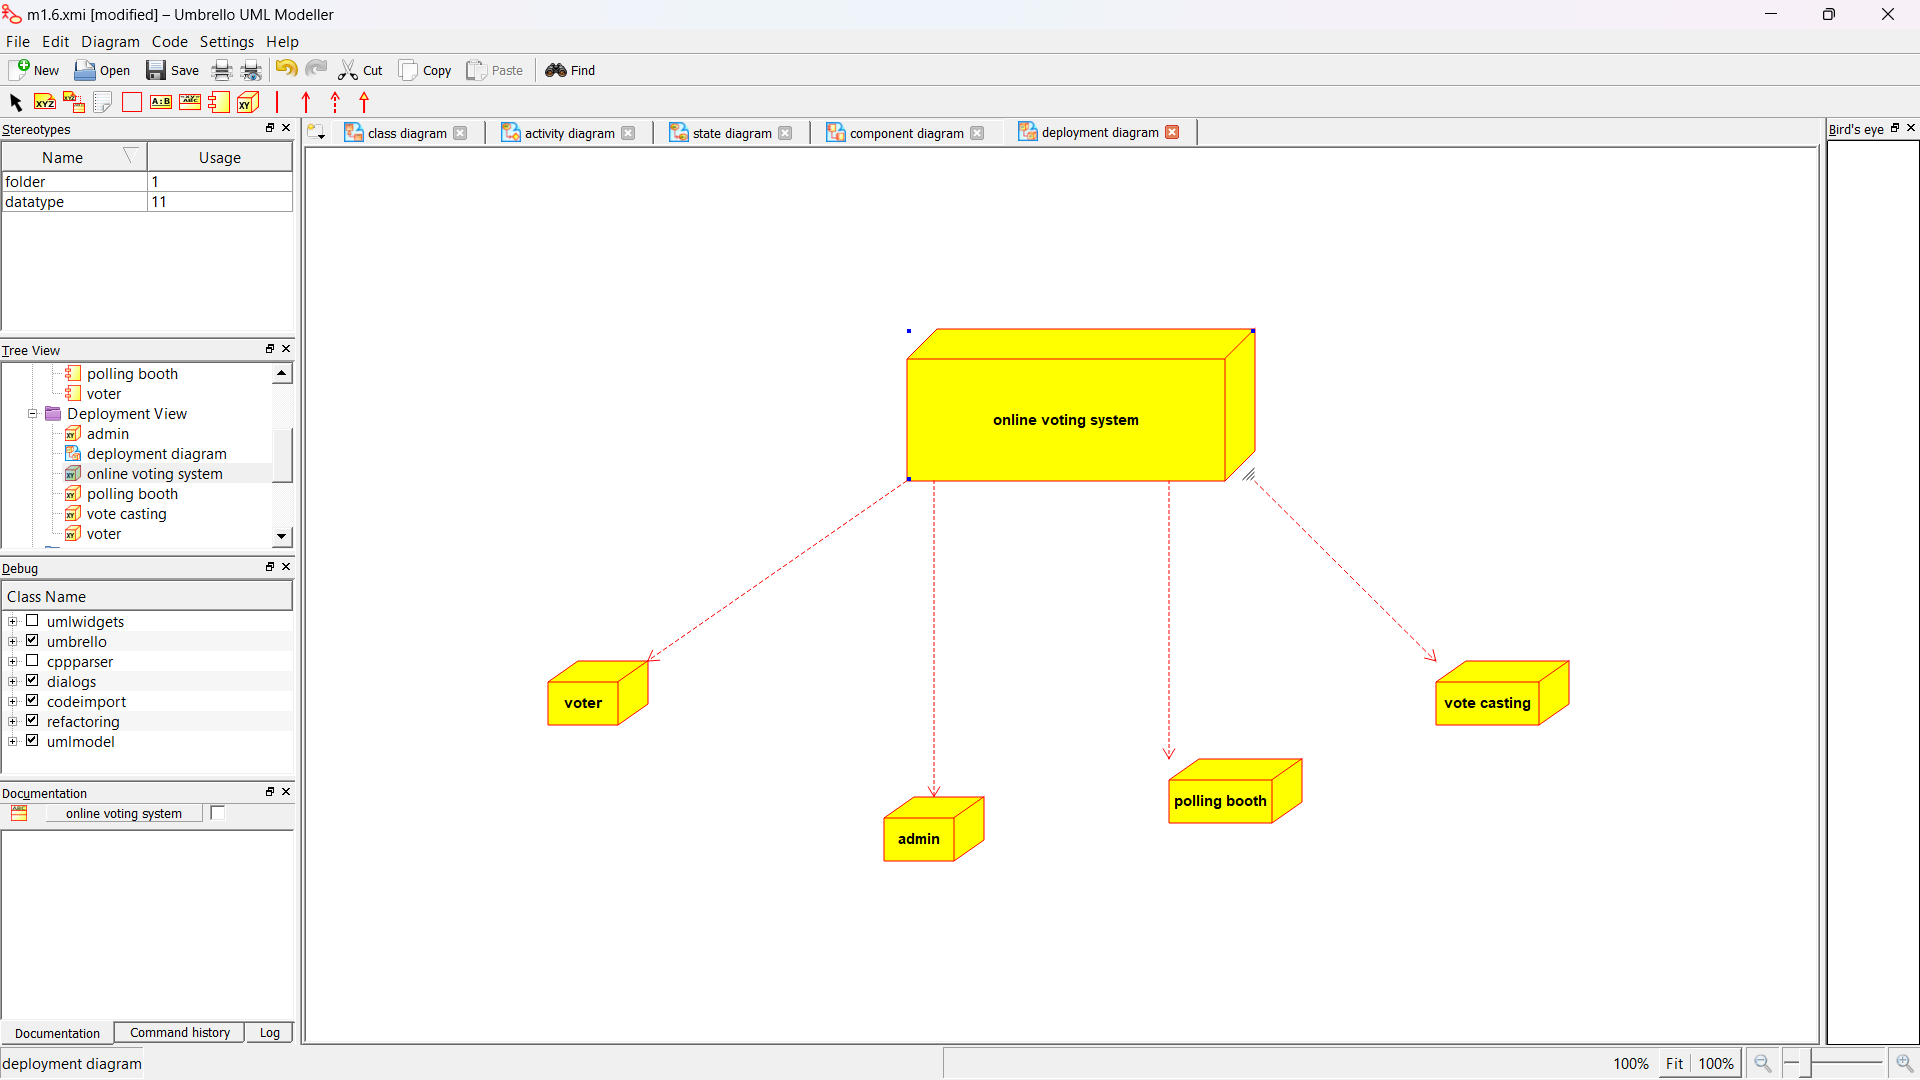 m1.6.xmi [modified] – Umbrello UML Modeller
File Edit Diagram Code Settings Help
New Open Save Cut Copy Paste Find
XYZ A:B XY
Stereotypes
Name Usage
folder 1
datatype 11
Tree View
polling booth
voter
Deployment View
admin
deployment diagram
online voting system
polling booth
vote casting
voter
Debug
Class Name
umlwidgets
umbrello
cppparser
dialogs
codeimport
refactoring
umlmodel
Documentation
online voting system
Documentation Command history Log
deployment diagram
class diagram activity diagram state diagram component diagram deployment diagram
online voting system
voter
admin
polling booth
vote casting
Bird's eye
100% Fit 100%